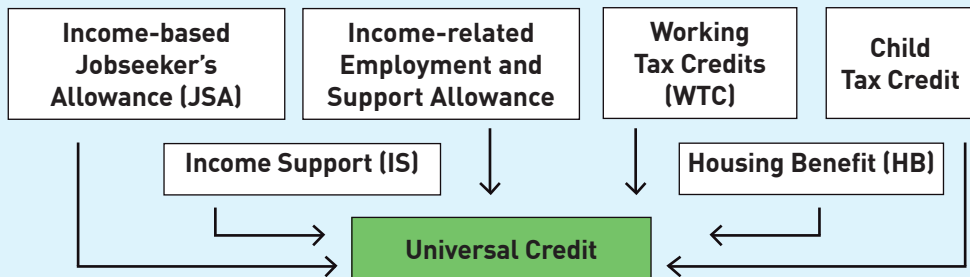 Income-based
Jobseeker's
Allowance (JSA)
Income-related
Employment and
Support Allowance
Working
Tax Credits
(WTC)
Child
Tax Credit
Income Support (IS)
Housing Benefit (HB)
Universal Credit